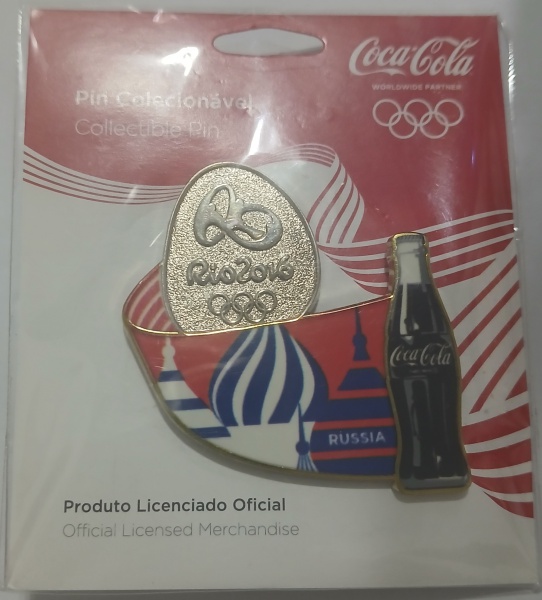 Coca-Cola
WORLDWIDE PARTNER
Pin Colecionável
Collectible Pin
Rio2016
Coca-Cola
RUSSIA
Produto Licenciado Oficial
Official Licensed Merchandise